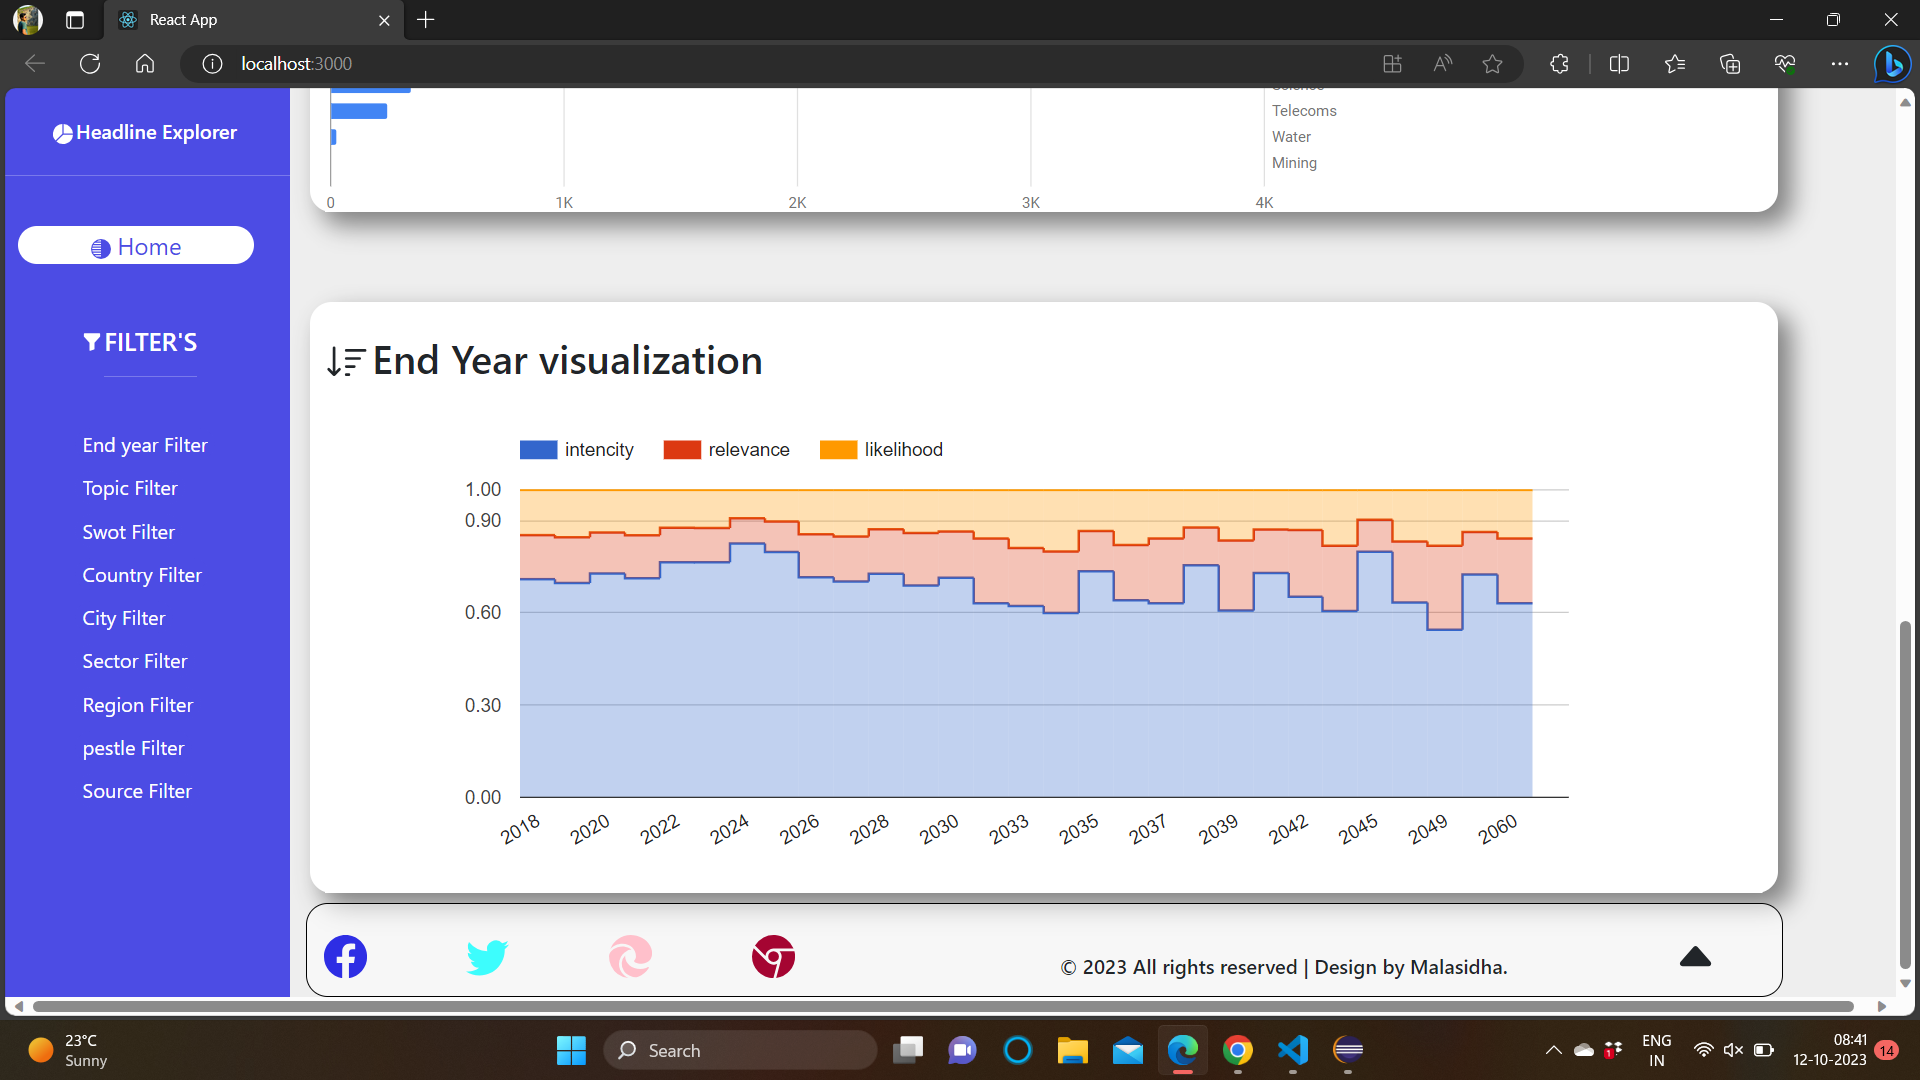 React App
localhost:3000
Headline Explorer
Home
FILTER'S
End year Filter
Topic Filter
Swot Filter
Country Filter
City Filter
Sector Filter
Region Filter
pestle Filter
Source Filter
Telecoms
Water
Mining
0 1K 2K 3K 4K
End Year visualization
intencity relevance likelihood
1.00
0.90
0.60
0.30
0.00
2018 2020 2022 2024 2026 2028 2030 2033 2035 2037 2039 2042 2045 2049 2060
© 2023 All rights reserved | Design by Malasidha.
23°C
Sunny
Search
1
ENG
IN
08:41
12-10-2023
14